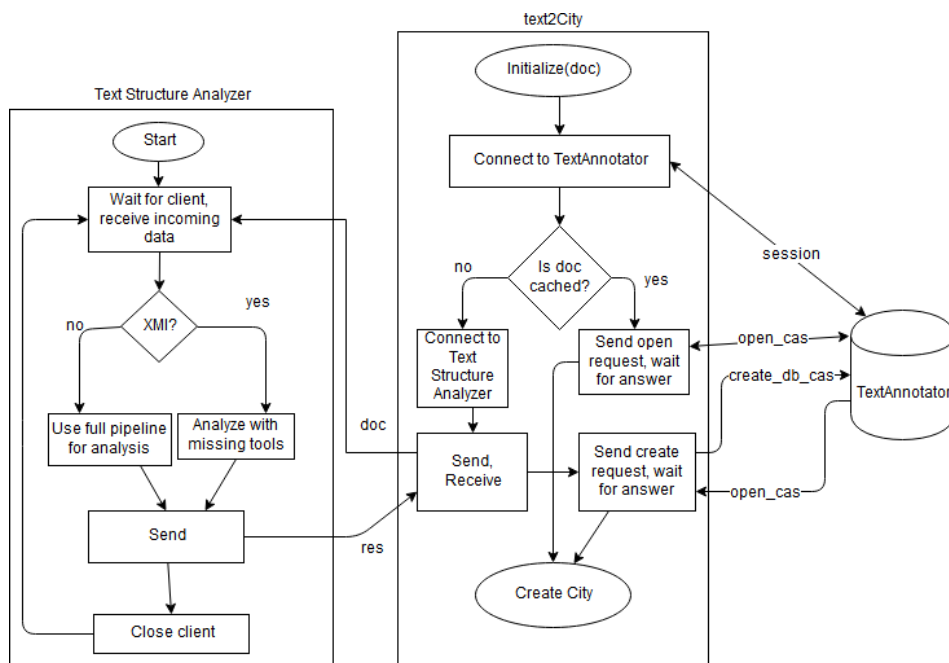 text2City
Initialize(doc)
Text Structure Analyzer
Start
Connect to TextAnnotator
Wait for client,
receive incoming
data
session
Is doc
cached?
no
yes
XMI?
no
yes
Connect to
Text
Structure
Analyzer
Send open
request, wait
for answer
open_cas
create_db_cas
TextAnnotator
Use full pipeline
for analysis
Analyze with
missing tools
doc
Send,
Receive
Send create
request, wait
for answer
open_cas
Send
res
Create City
Close client